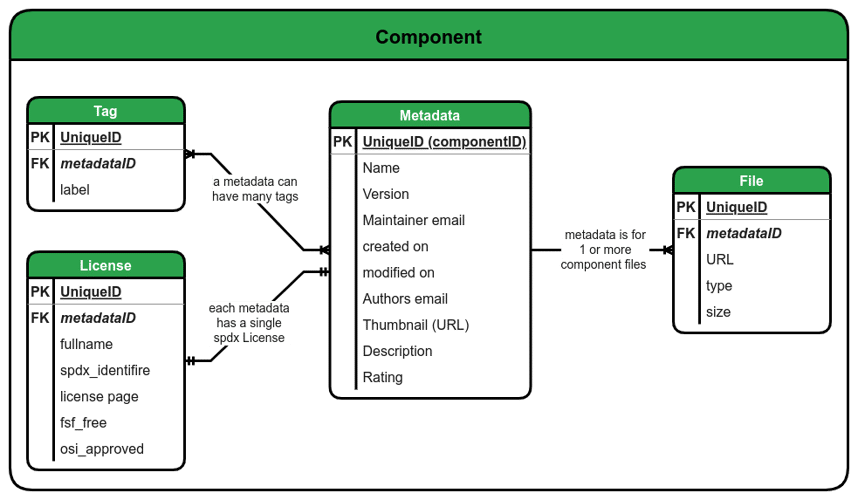 Component
Tag
PK UniqueID
FK metadataID
label
a metadata can
have many tags
License
PK UniqueID
FK metadataID
fullname
spdx_identifire
license page
fsf_free
osi_approved
each metadata
has a single
spdx License
Metadata
PK UniqueID (componentID)
Name
Version
Maintainer email
created on
modified on
Authors email
Thumbnail (URL)
Description
Rating
metadata is for
1 or more
component files
File
PK UniqueID
FK metadataID
URL
type
size